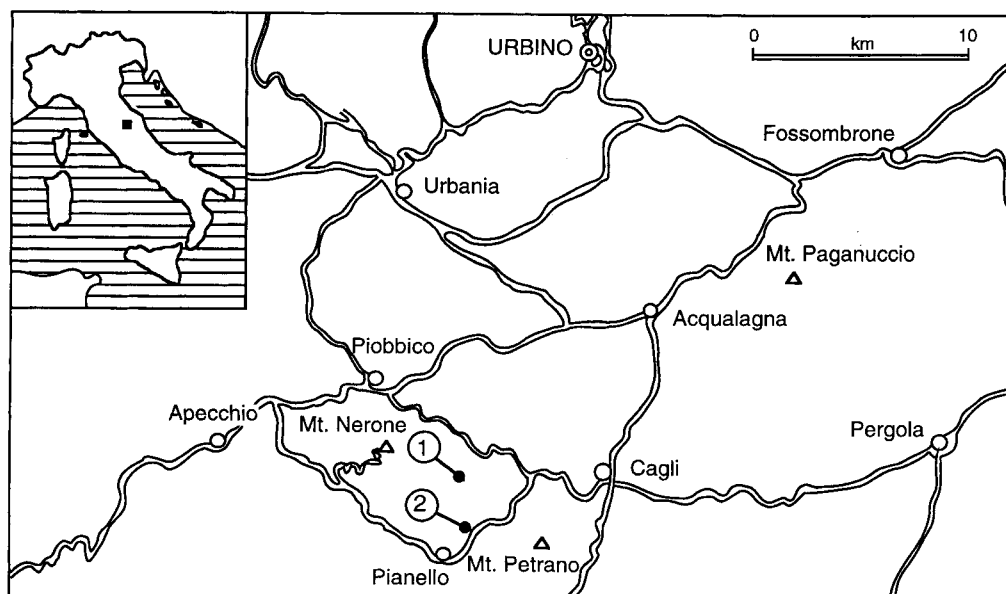 URBINO
0 10
km
Fossombrone
Urbania
Mt. Paganuccio
Acqualagna
Piobbico
Apecchio
Mt. Nerone
1
Pergola
Cagli
2
Pianello
Mt. Petrano